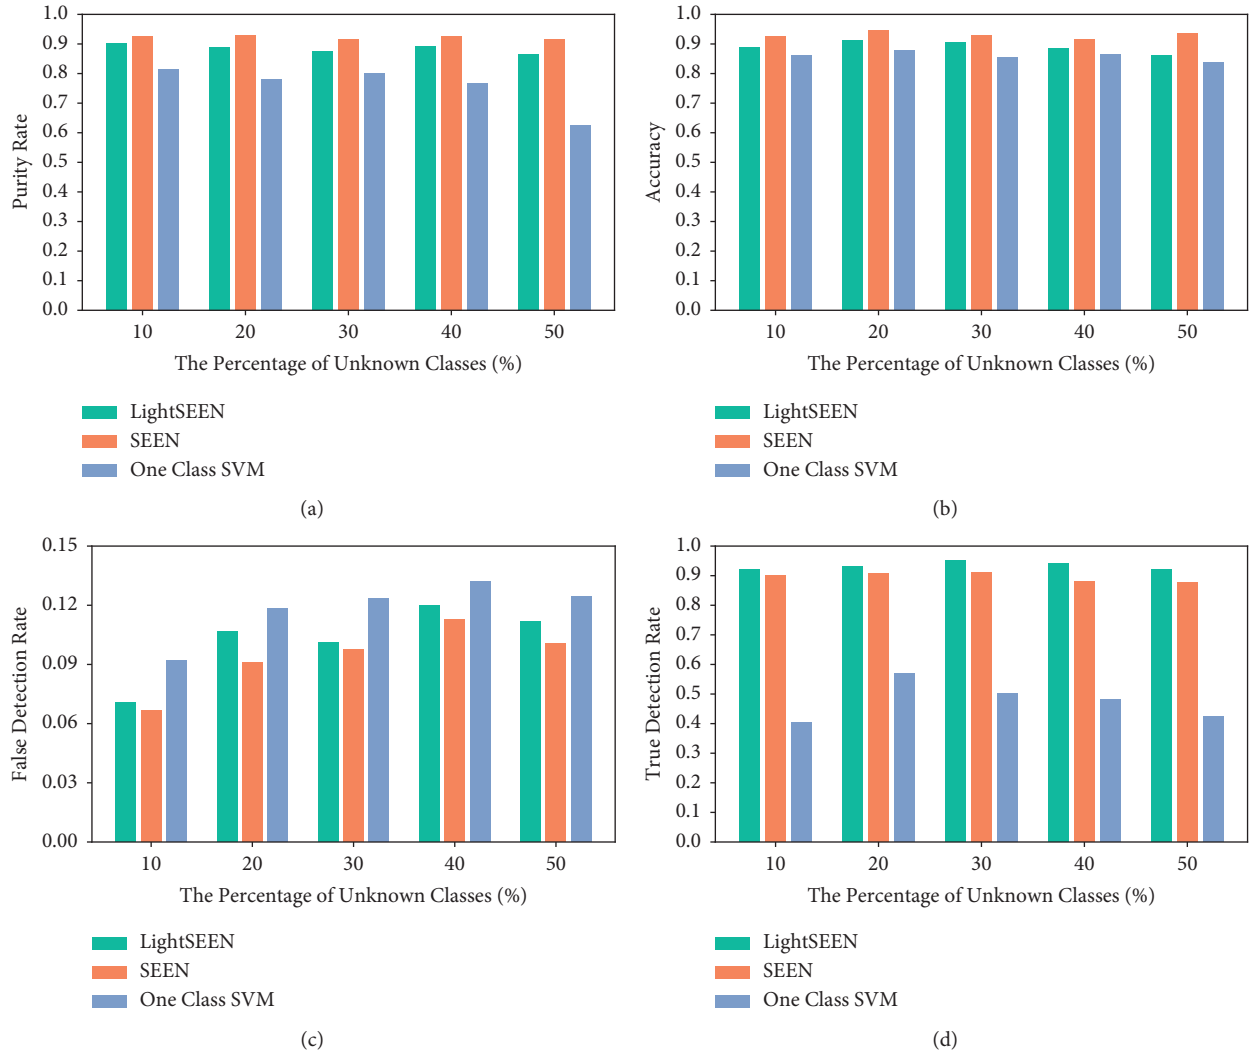 1.0
0.9
0.8
0.7
0.6
0.5
0.4
0.3
0.2
0.1
0.0
Purity Rate
10 20 30 40 50
The Percentage of Unknown Classes (%)
LightSEEN
SEEN
One Class SVM
(a)
1.0
0.9
0.8
0.7
0.6
0.5
0.4
0.3
0.2
0.1
0.0
Accuracy
10 20 30 40 50
The Percentage of Unknown Classes (%)
LightSEEN
SEEN
One Class SVM
(b)
0.15
0.12
0.09
0.06
0.03
0.00
False Detection Rate
10 20 30 40 50
The Percentage of Unknown Classes (%)
LightSEEN
SEEN
One Class SVM
(c)
1.0
0.9
0.8
0.7
0.6
0.5
0.4
0.3
0.2
0.1
0.0
True Detection Rate
10 20 30 40 50
The Percentage of Unknown Classes (%)
LightSEEN
SEEN
One Class SVM
(d)